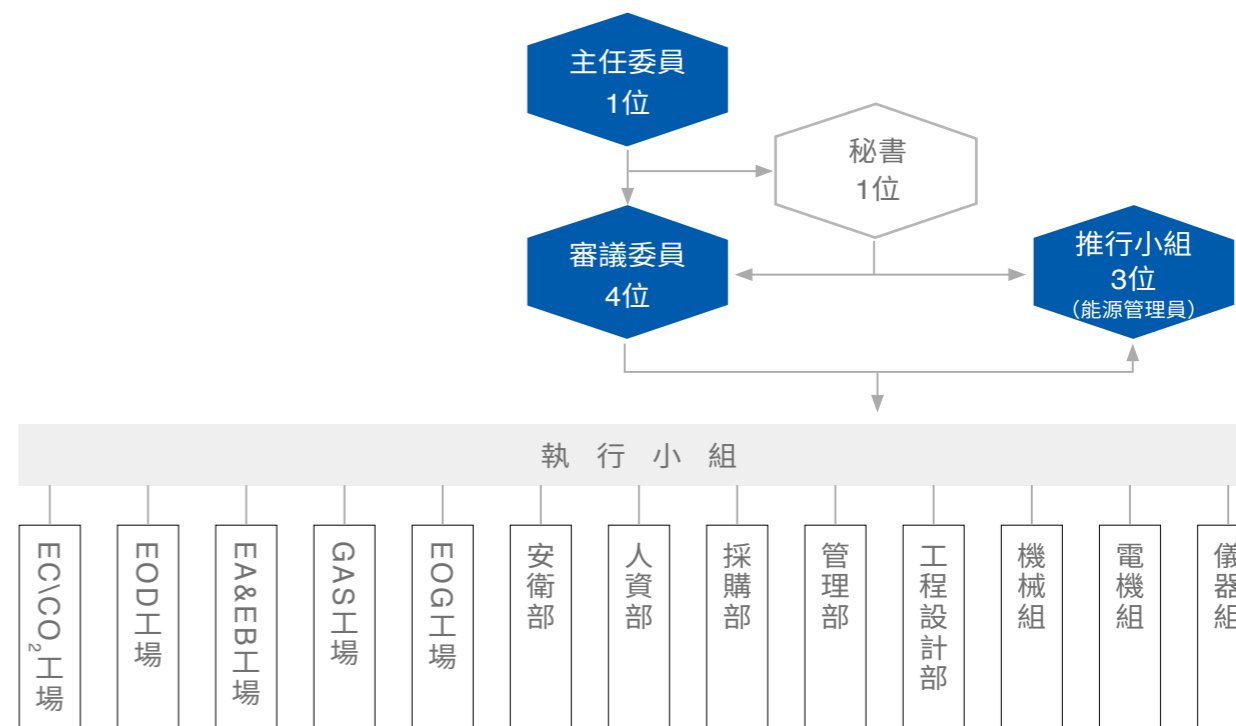 主任委員
1位
秘書
1位
審議委員
4位
推行小組
3位
（能源管理員）
執行小組
EC\CO₂工場
EOD工場
EA&EB工場
GAS工場
EOG工場
安衛部
人資部
採購部
管理部
工程設計部
機械組
電機組
儀器組